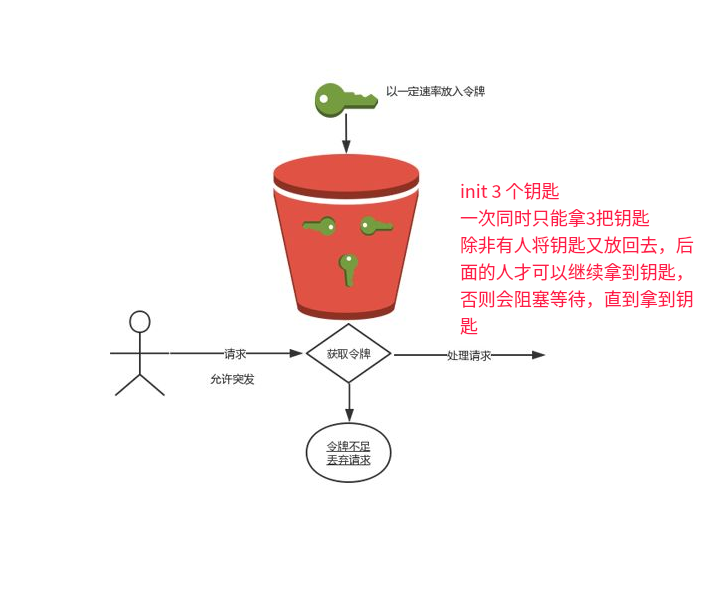 以一定速率放入令牌
init 3 个钥匙
一次同时只能拿3把钥匙
除非有人将钥匙又放回去，后
面的人才可以继续拿到钥匙，
否则会阻塞等待，直到拿到钥
匙
请求
获取令牌
处理请求
允许突发
令牌不足
丢弃请求